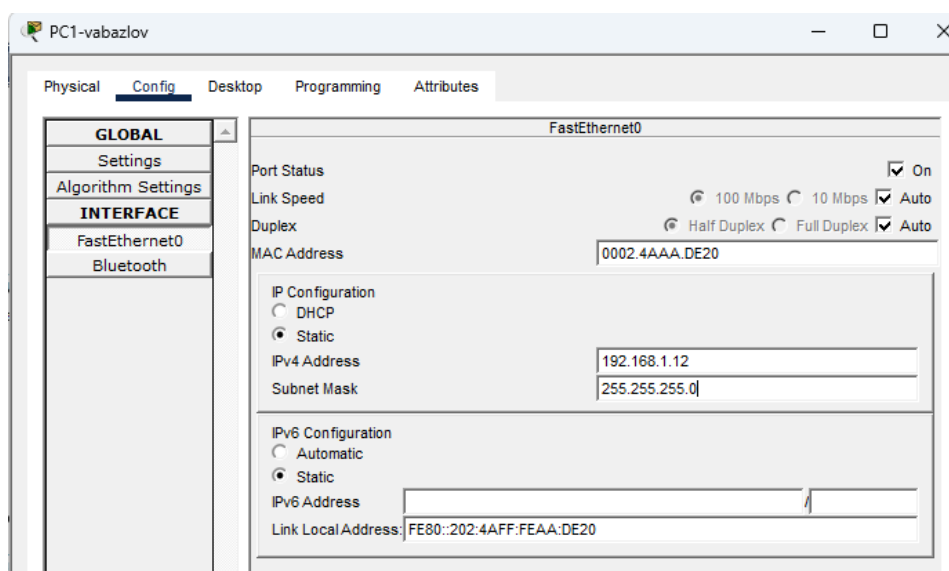 PC1-vabazlov
Physical Config Desktop Programming Attributes
GLOBAL
Settings
Algorithm Settings
INTERFACE
FastEthernet0
Bluetooth
FastEthernet0
Port Status On
Link Speed 100 Mbps 10 Mbps Auto
Duplex Half Duplex Full Duplex Auto
MAC Address 0002.4AAA.DE20
IP Configuration
DHCP
Static
IPv4 Address 192.168.1.12
Subnet Mask 255.255.255.0
IPv6 Configuration
Automatic
Static
IPv6 Address /
Link Local Address: FE80::202:4AFF:FEAA:DE20